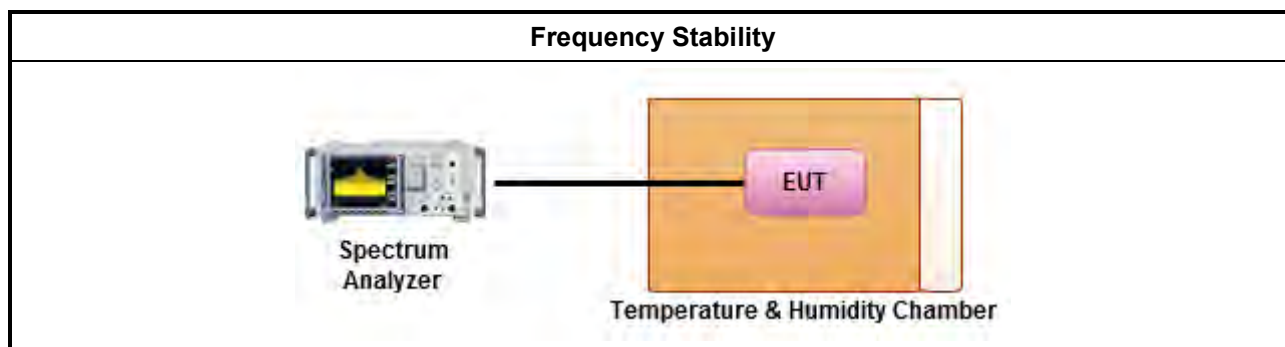 Frequency Stability
EUT
Spectrum
Analyzer
Temperature & Humidity Chamber